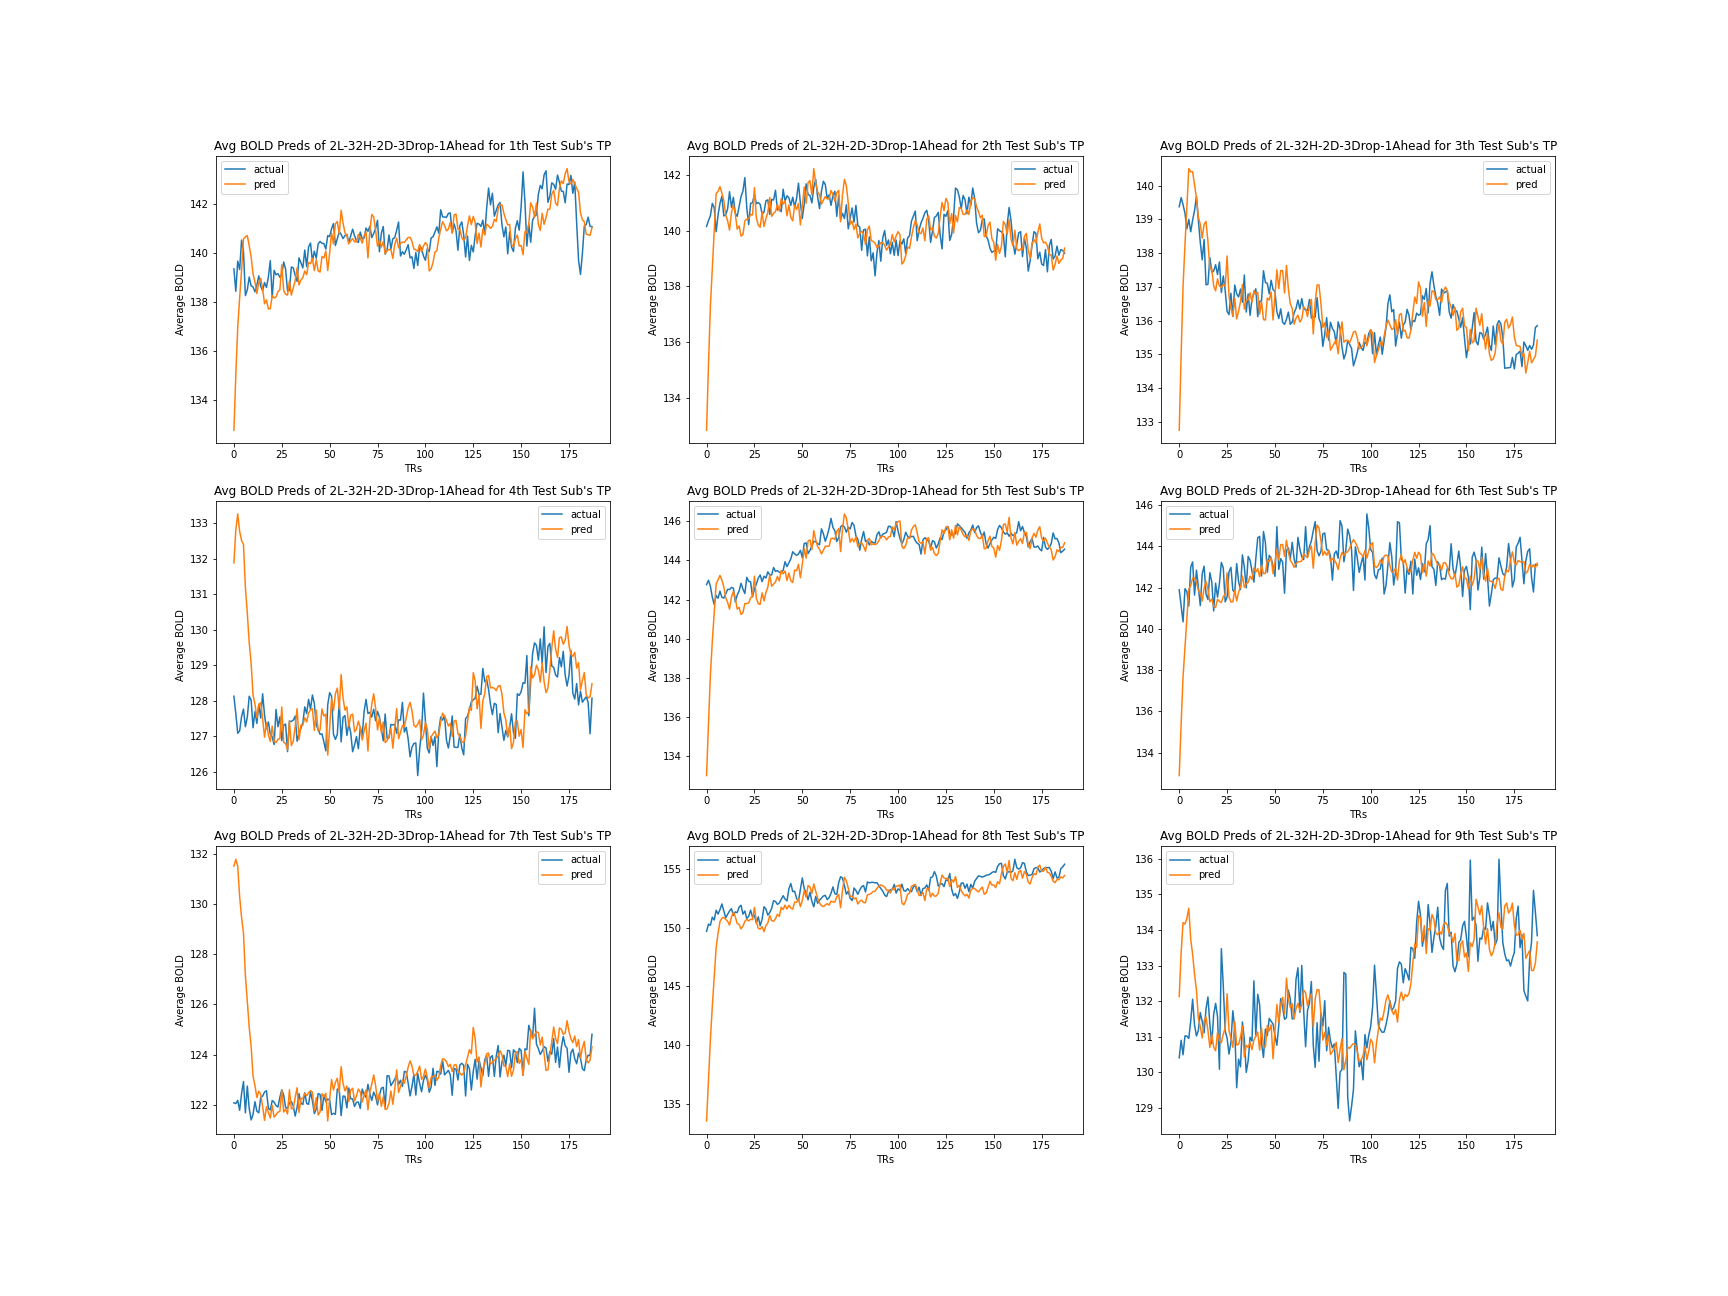 Avg BOLD Preds of 2L-32H-2D-3Drop-1Ahead for 1th Test Sub's TP
actual
pred
Average BOLD
142
140
138
136
134
0 25 50 75 100 125 150 175
TRs
Avg BOLD Preds of 2L-32H-2D-3Drop-1Ahead for 2th Test Sub's TP
actual
pred
Average BOLD
142
140
138
136
134
0 25 50 75 100 125 150 175
TRs
Avg BOLD Preds of 2L-32H-2D-3Drop-1Ahead for 3th Test Sub's TP
actual
pred
Average BOLD
140
139
138
137
136
135
134
133
0 25 50 75 100 125 150 175
TRs
Avg BOLD Preds of 2L-32H-2D-3Drop-1Ahead for 4th Test Sub's TP
actual
pred
Average BOLD
133
132
131
130
129
128
127
126
0 25 50 75 100 125 150 175
TRs
Avg BOLD Preds of 2L-32H-2D-3Drop-1Ahead for 5th Test Sub's TP
actual
pred
Average BOLD
146
144
142
140
138
136
134
0 25 50 75 100 125 150 175
TRs
Avg BOLD Preds of 2L-32H-2D-3Drop-1Ahead for 6th Test Sub's TP
actual
pred
Average BOLD
146
144
142
140
138
136
134
0 25 50 75 100 125 150 175
TRs
Avg BOLD Preds of 2L-32H-2D-3Drop-1Ahead for 7th Test Sub's TP
actual
pred
Average BOLD
132
130
128
126
124
122
0 25 50 75 100 125 150 175
TRs
Avg BOLD Preds of 2L-32H-2D-3Drop-1Ahead for 8th Test Sub's TP
actual
pred
Average BOLD
155
150
145
140
135
0 25 50 75 100 125 150 175
TRs
Avg BOLD Preds of 2L-32H-2D-3Drop-1Ahead for 9th Test Sub's TP
actual
pred
Average BOLD
136
135
134
133
132
131
130
129
0 25 50 75 100 125 150 175
TRs